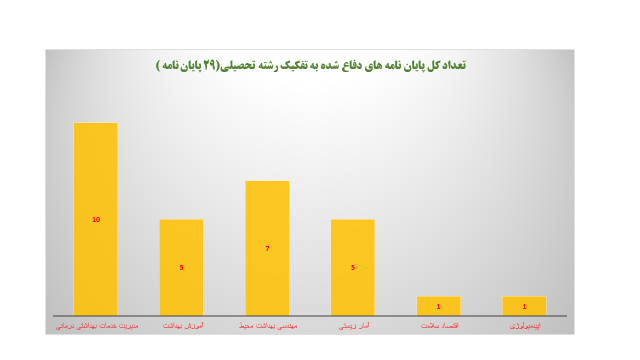 تعداد کل پایان نامه های دفاع شده به تفکیک رشته تحصیلی(۲۹ پایان نامه )
10
5
7
5
1
1
مدیریت خدمات بهداشتی درمانی
آموزش بهداشت
مهندسی بهداشت محیط
آمار زیستی
اقتصاد سلامت
اپیدمیولوژی